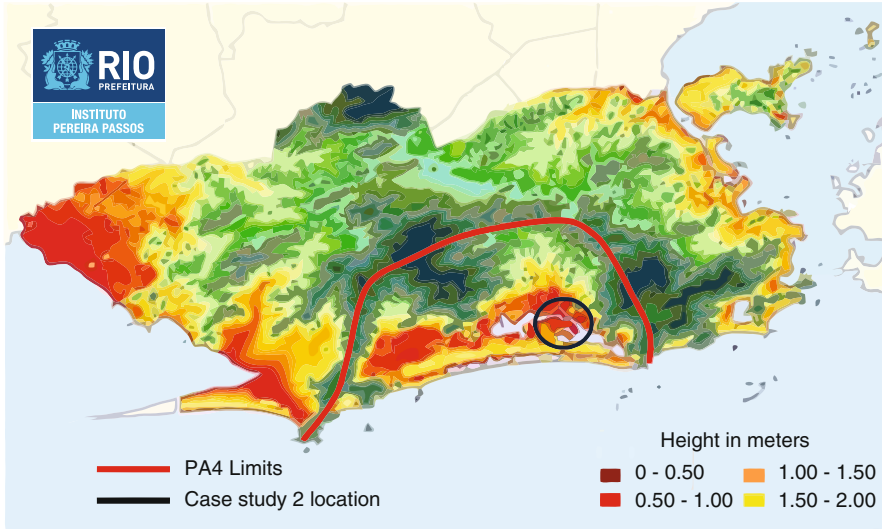 RIO
PREFEITURA
INSTITUTO
PEREIRA PASSOS
PA4 Limits
Case study 2 location
Height in meters
0 - 0.50
1.00 - 1.50
0.50 - 1.00
1.50 - 2.00